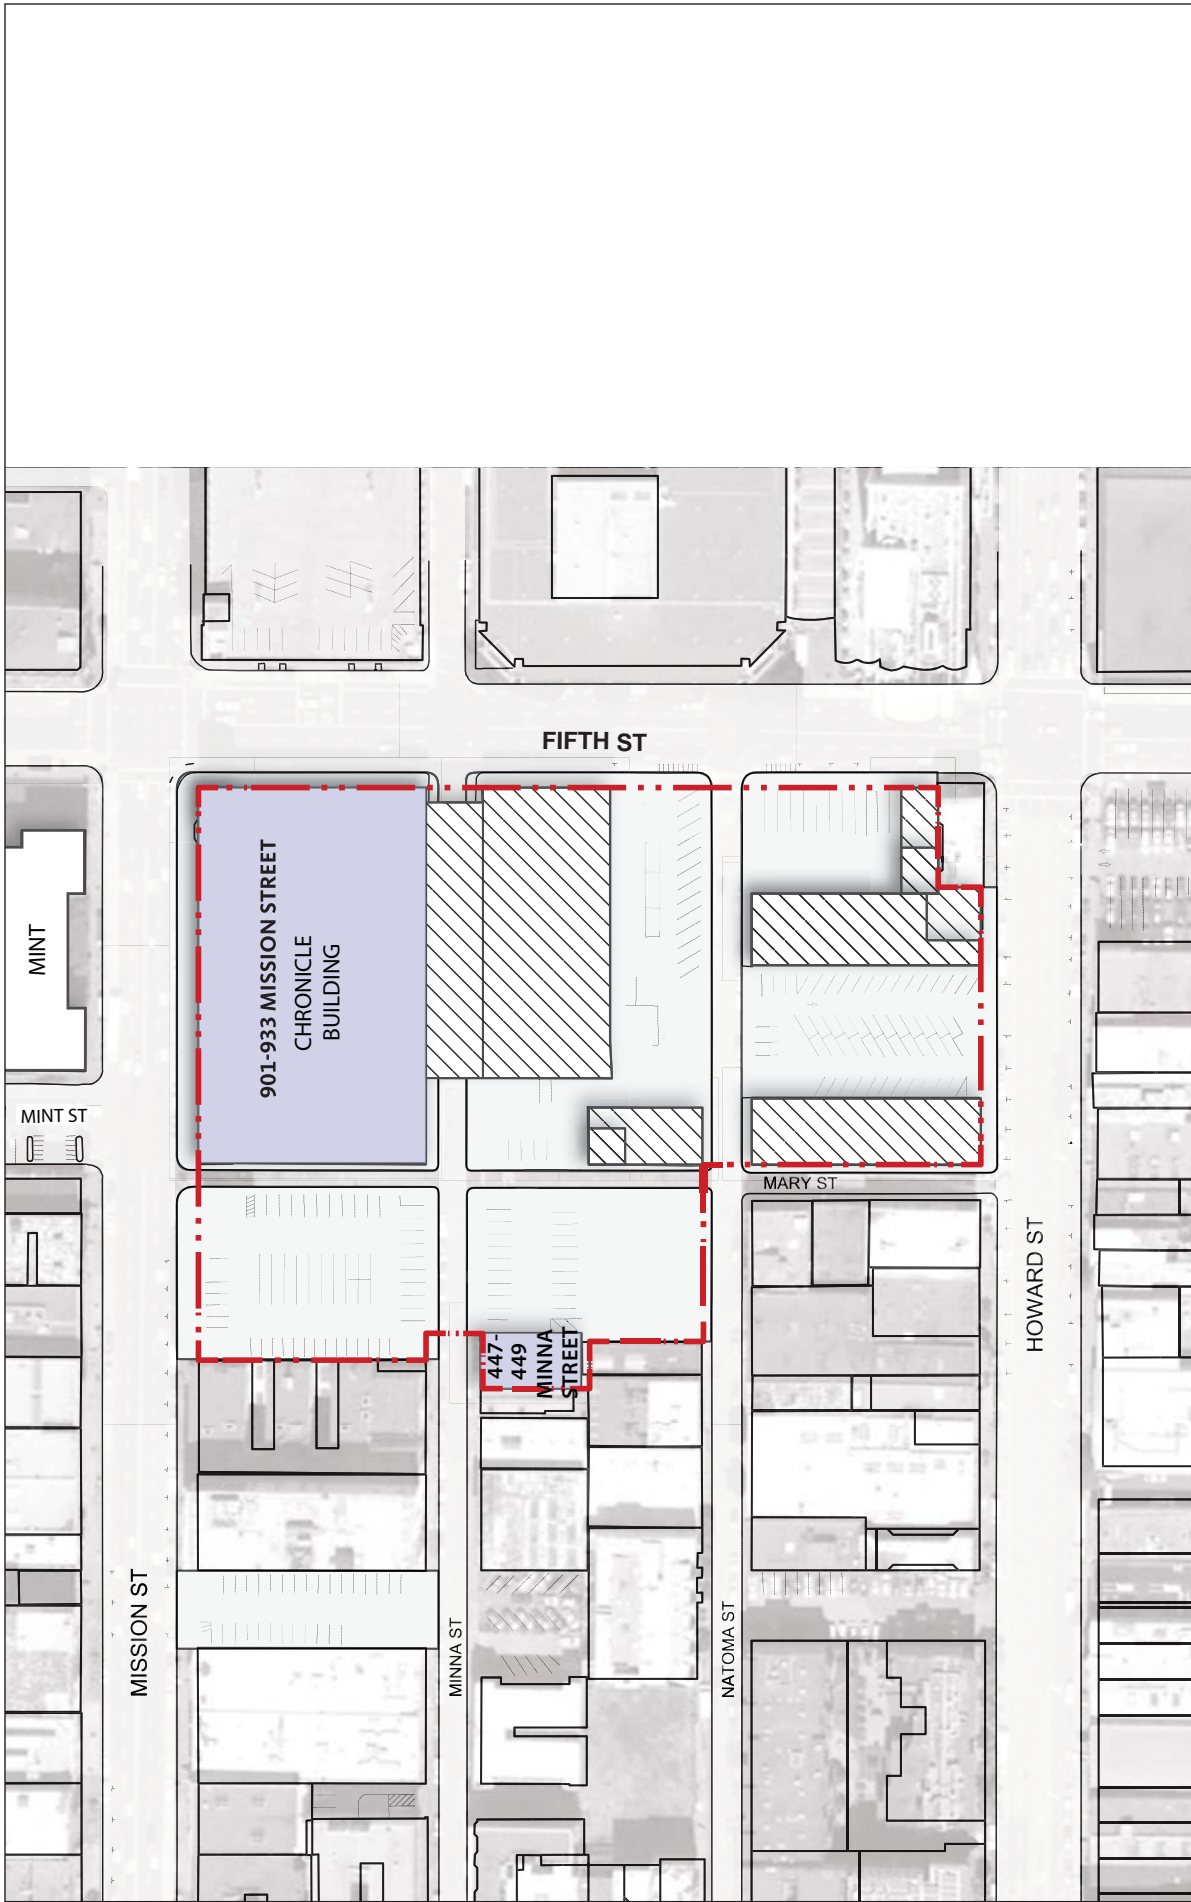 FIFTH ST
MINT
901-933 MISSION STREET
CHRONICLE
BUILDING
MINT ST
MARY ST
HOWARD ST
447-
449
MINNA
STREET
MISSION ST
MINNA ST
NATOMA ST